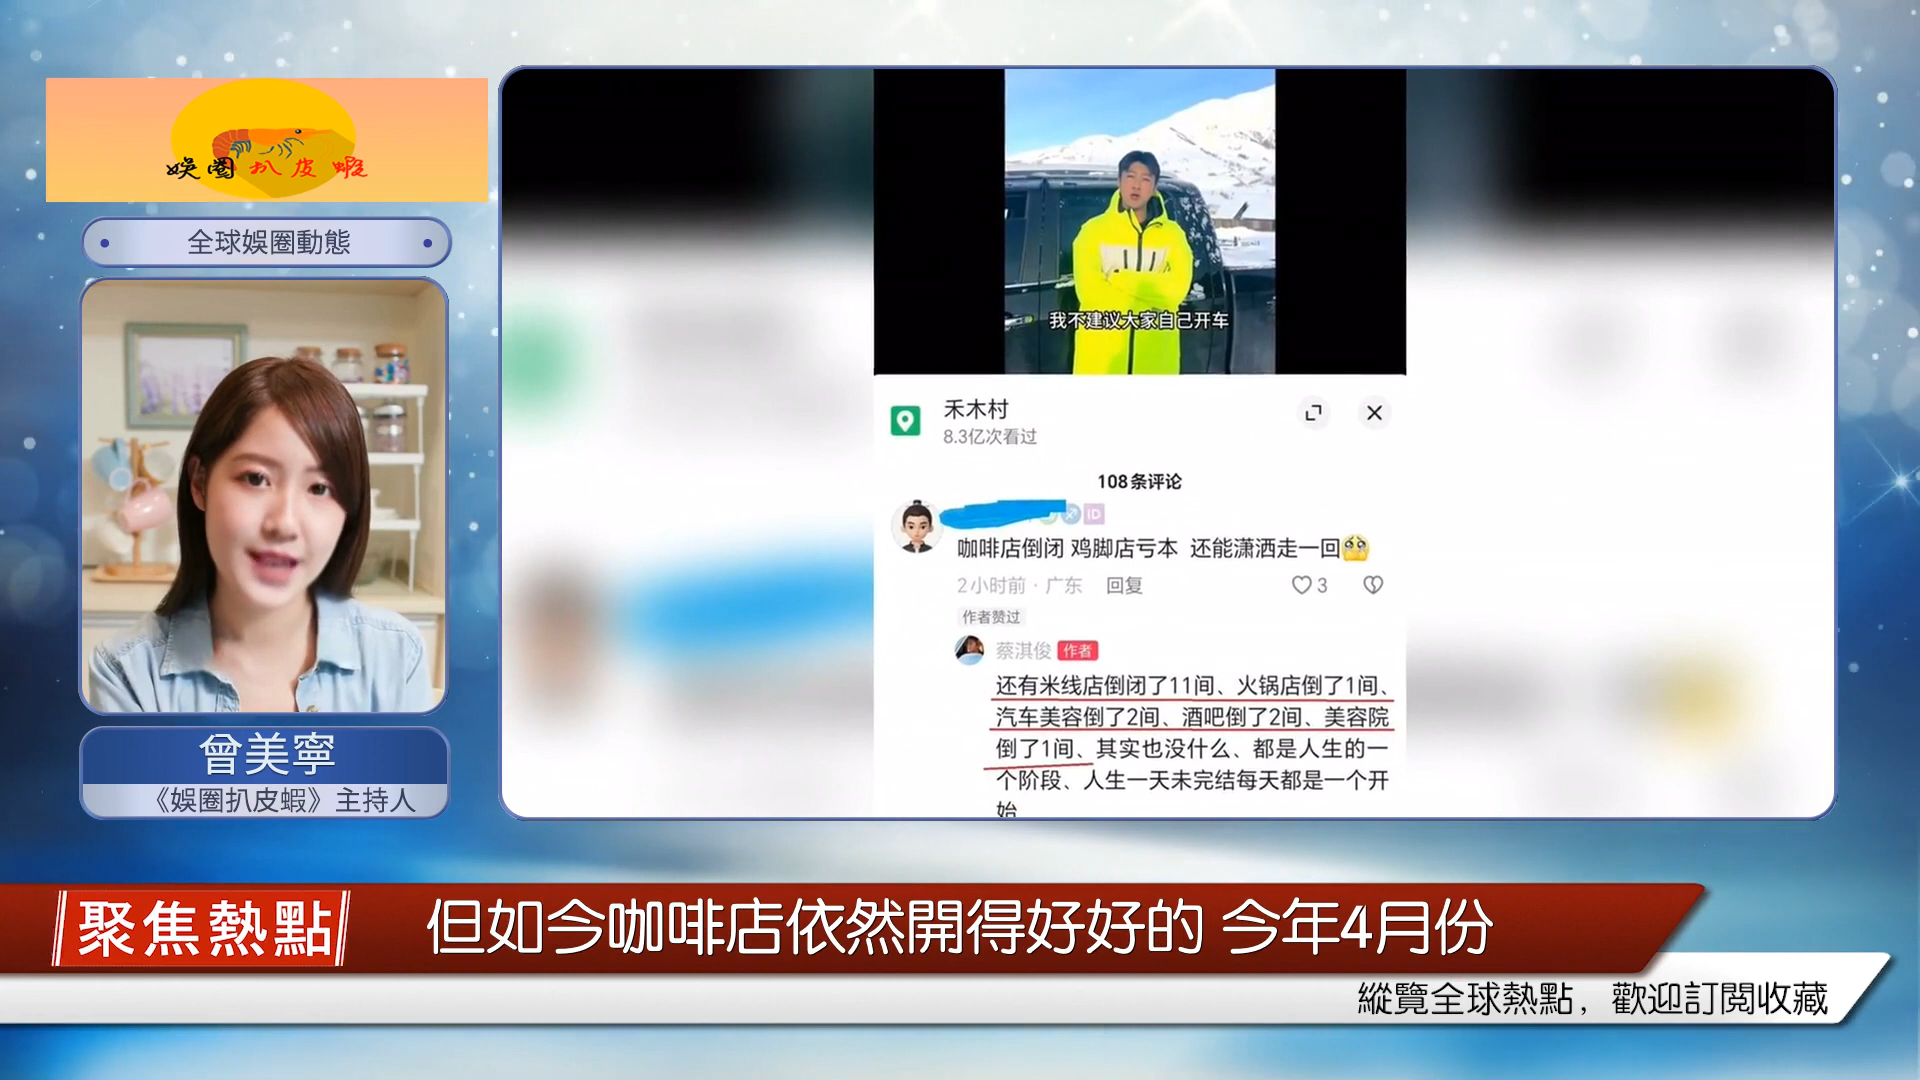 娛圈扒皮蝦
全球娛圈動態
曾美寧
《娛圈扒皮蝦》主持人
我不建议大家自己开车
禾木村
8.3亿次看过
108条评论
ID
咖啡店倒闭 鸡脚店亏本 还能潇洒走一回
2小时前·广东 回复
3
作者赞过
蔡淇俊 作者
还有米线店倒闭了11间、火锅店倒了1间、
汽车美容倒了2间、酒吧倒了2间、美容院
倒了1间、其实也没什么、都是人生的一
个阶段、人生一天未完结每天都是一个开
始
聚焦熱點
但如今咖啡店依然開得好好的 今年4月份
縱覽全球熱點，歡迎訂閱收藏